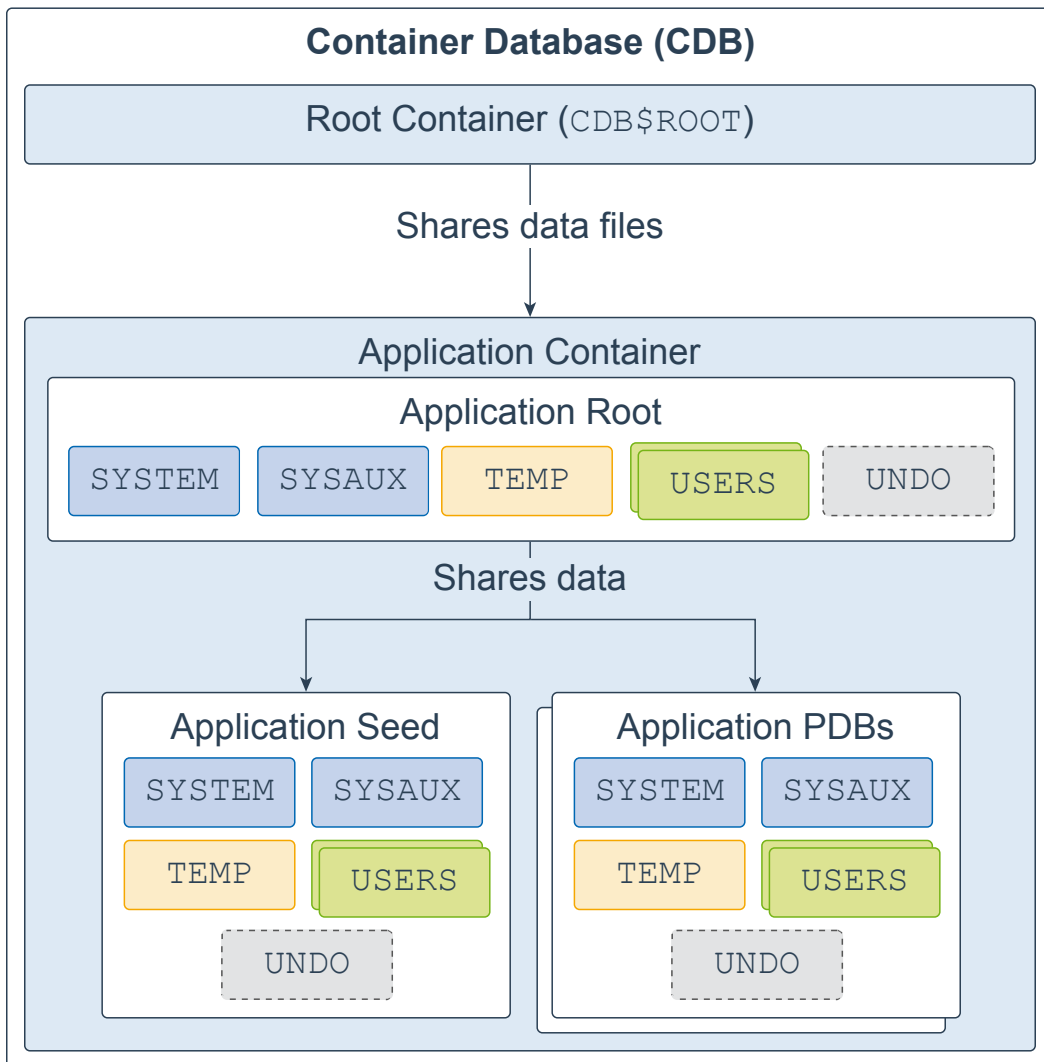 Container Database (CDB)
Root Container (CDB$ROOT)
Shares data files
Application Container
Application Root
SYSTEM SYSAUX TEMP USERS UNDO
Shares data
Application Seed
SYSTEM SYSAUX
TEMP USERS
UNDO
Application PDBs
SYSTEM SYSAUX
TEMP USERS
UNDO